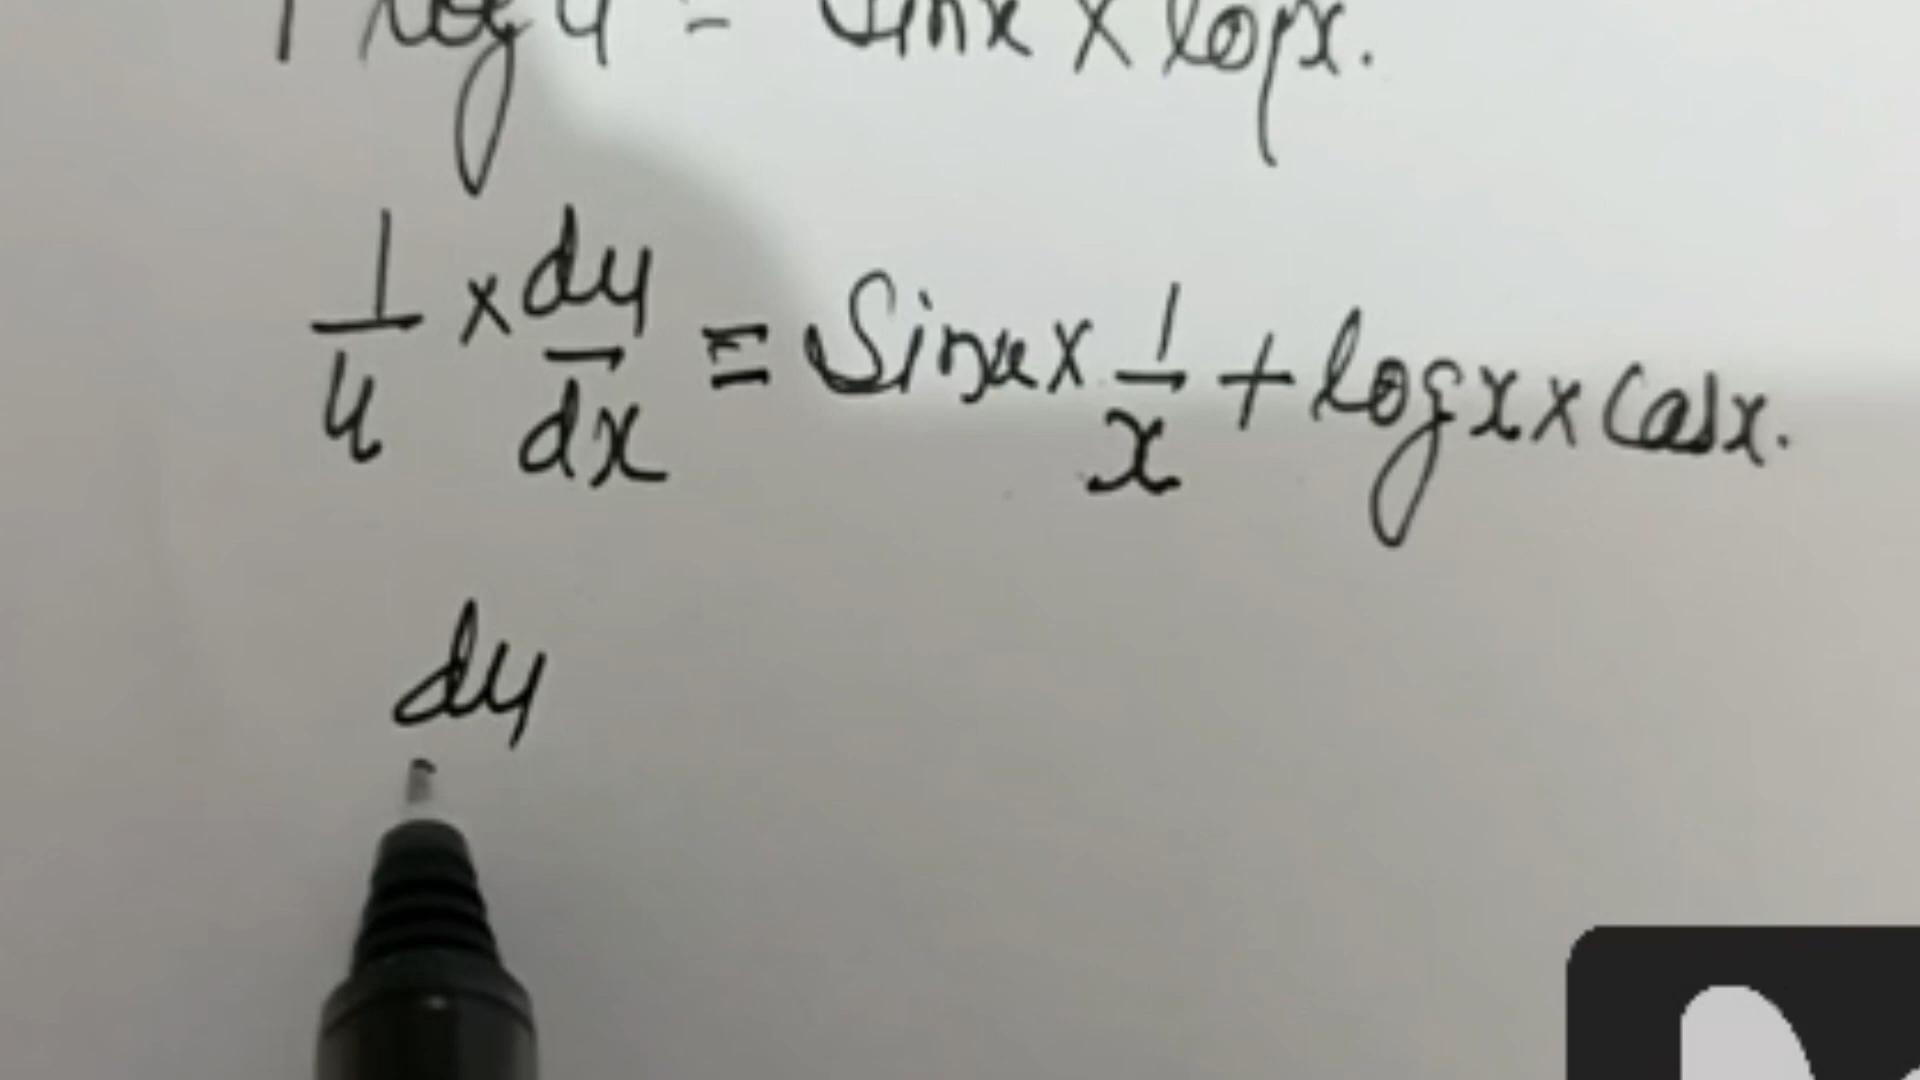 log y = sinx × logx.
1/y × dy/dx = Sinx × 1/x + logx × Cosx.
dy